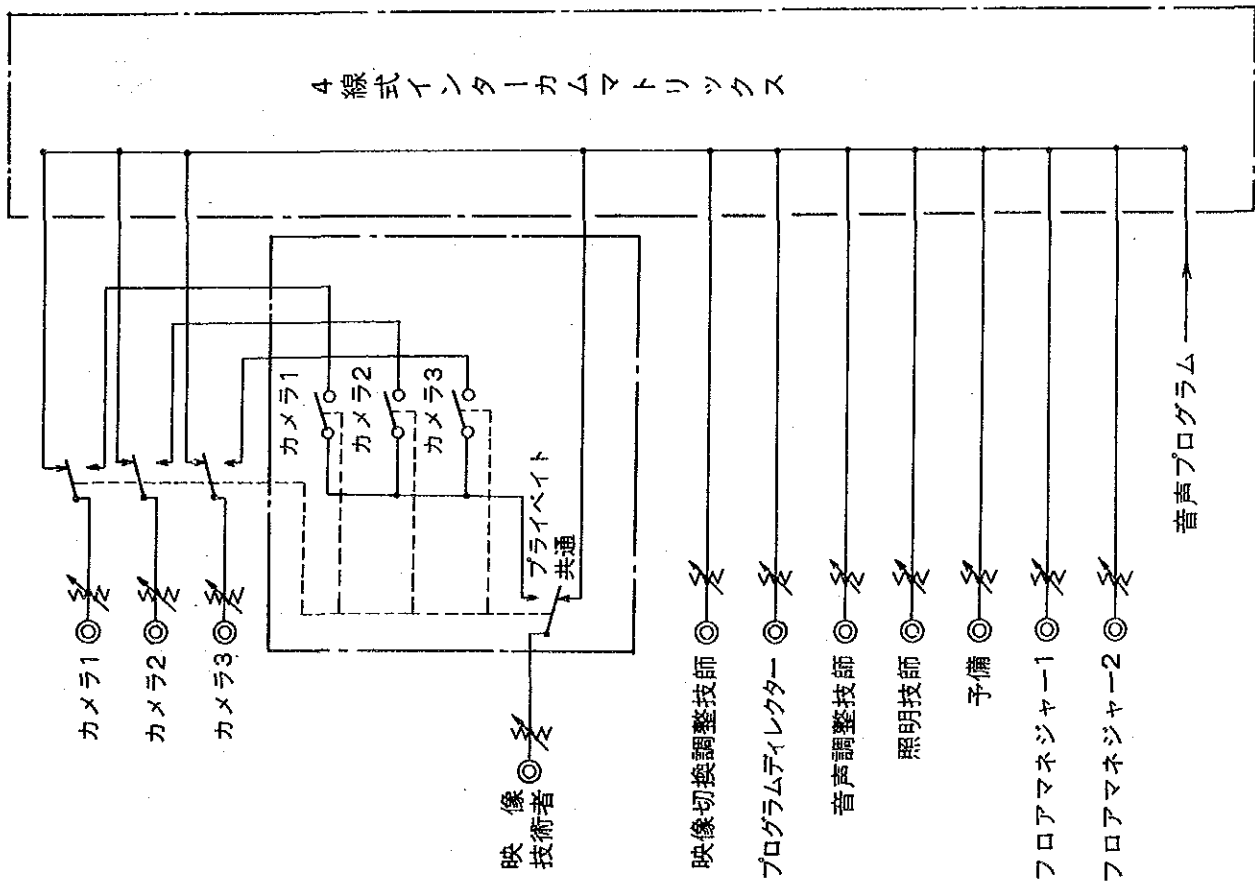 4線式インターカムマトリックス
カメラ1
カメラ2
カメラ3
カメラ1
カメラ2
カメラ3
プライベイト
共通
映像
技術者
映像切換調整技師
プログラムディレクター
音声調整技師
照明技師
予備
フロアマネジャー1
フロアマネジャー2
音声プログラム